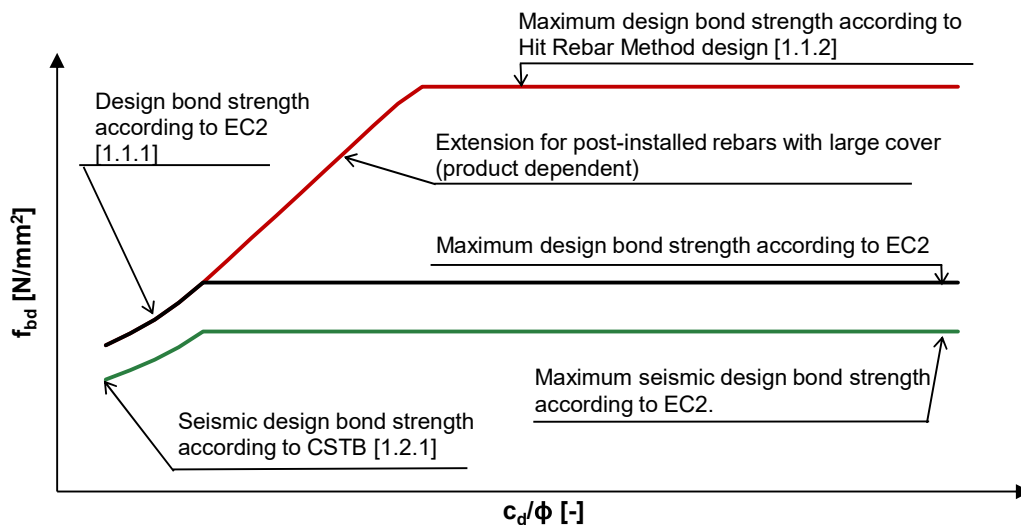 Maximum design bond strength according to
Hit Rebar Method design [1.1.2]
Design bond strength
according to EC2
[1.1.1]
Extension for post-installed rebars with large cover
(product dependent)
Maximum design bond strength according to EC2
fbd [N/mm²]
Maximum seismic design bond strength
according to EC2.
Seismic design bond strength
according to CSTB [1.2.1]
cd/ϕ [-]